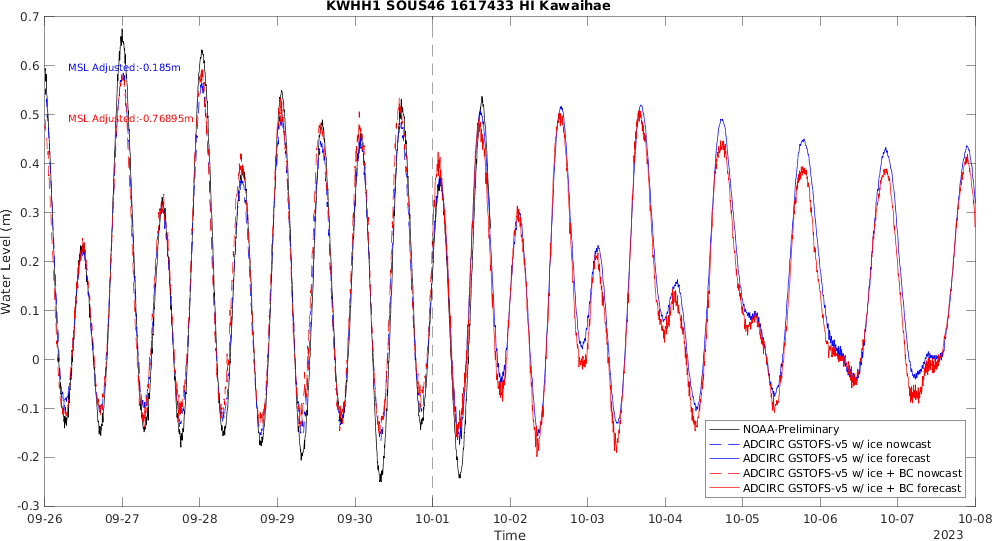 KWHH1 SOUS46 1617433 HI Kawaihae
0.7
0.6
0.5
0.4
0.3
0.2
0.1
0
-0.1
-0.2
-0.3
Water Level (m)
MSL Adjusted:-0.185m
MSL Adjusted:-0.76895m
NOAA-Preliminary
ADCIRC GSTOFS-v5 w/ ice nowcast
ADCIRC GSTOFS-v5 w/ ice forecast
ADCIRC GSTOFS-v5 w/ ice + BC nowcast
ADCIRC GSTOFS-v5 w/ ice + BC forecast
09-26 09-27 09-28 09-29 09-30 10-01 10-02 10-03 10-04 10-05 10-06 10-07 10-08
Time
2023